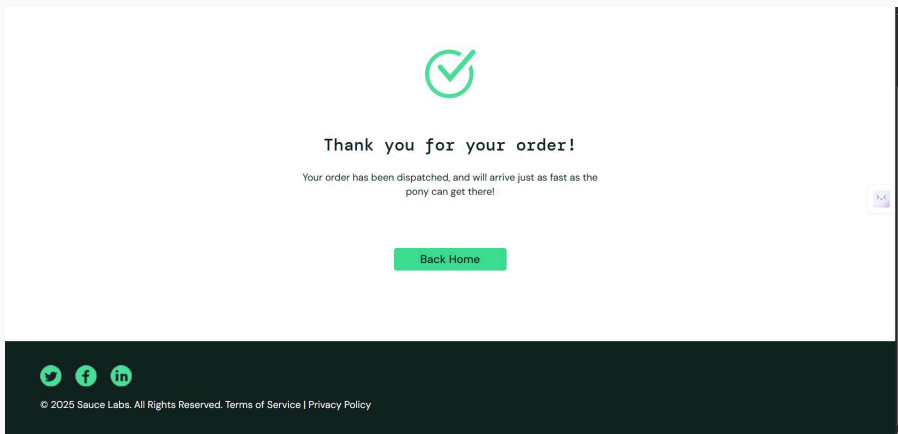 Thank you for your order!
Your order has been dispatched, and will arrive just as fast as the
pony can get there!
Back Home
© 2025 Sauce Labs. All Rights Reserved. Terms of Service | Privacy Policy